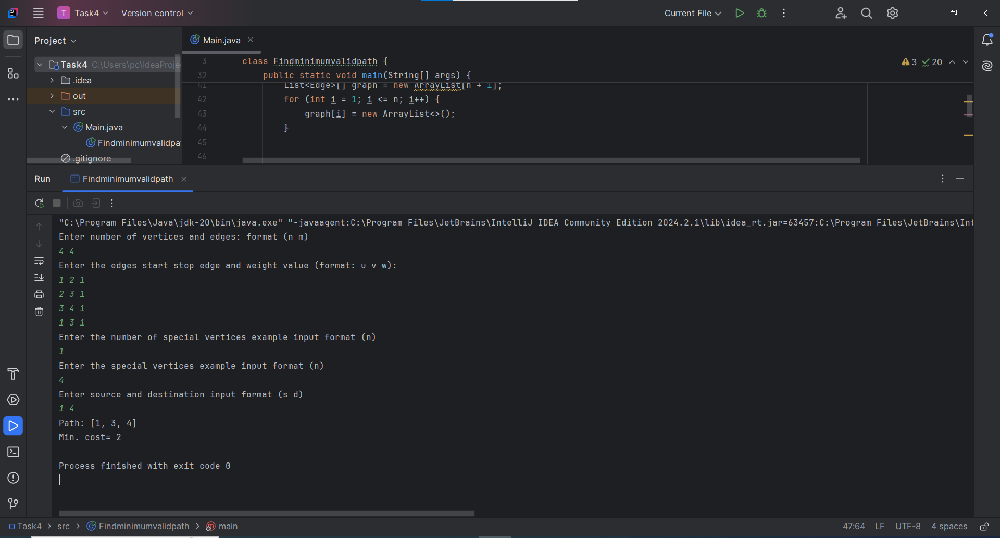 T Task4 Version control Current File
Project
Main.java
Task4 C:\Users\pc\IdeaProje
.idea
out
src
Main.java
Findminimumvalidpa
.gitignore
3 class Findminimumvalidpath {
32 public static void main(String[] args) {
41 List<Edge>[] graph = new ArrayList[n + 1];
42 for (int i = 1; i <= n; i++) {
43 graph[i] = new ArrayList<>();
44 }
45
46
3 20
Run Findminimumvalidpath
"C:\Program Files\Java\jdk-20\bin\java.exe" "-javaagent:C:\Program Files\JetBrains\IntelliJ IDEA Community Edition 2024.2.1\lib\idea_rt.jar=63457:C:\Program Files\JetBrains\Int
Enter number of vertices and edges: format (n m)
4 4
Enter the edges start stop edge and weight value (format: u v w):
1 2 1
2 3 1
3 4 1
1 3 1
Enter the number of special vertices example input format (n)
1
Enter the special vertices example input format (n)
4
Enter source and destination input format (s d)
1 4
Path: [1, 3, 4]
Min. cost= 2
Process finished with exit code 0
Task4 > src > Findminimumvalidpath > main
47:64 LF UTF-8 4 spaces